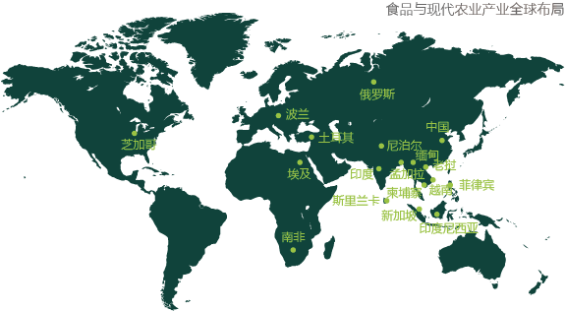 食品与现代农业产业全球布局
俄罗斯
波兰
中国
土耳其
芝加哥
尼泊尔
缅甸
老挝
埃及
印度
孟加拉
菲律宾
柬埔寨
越南
斯里兰卡
新加坡
印度尼西亚
南非